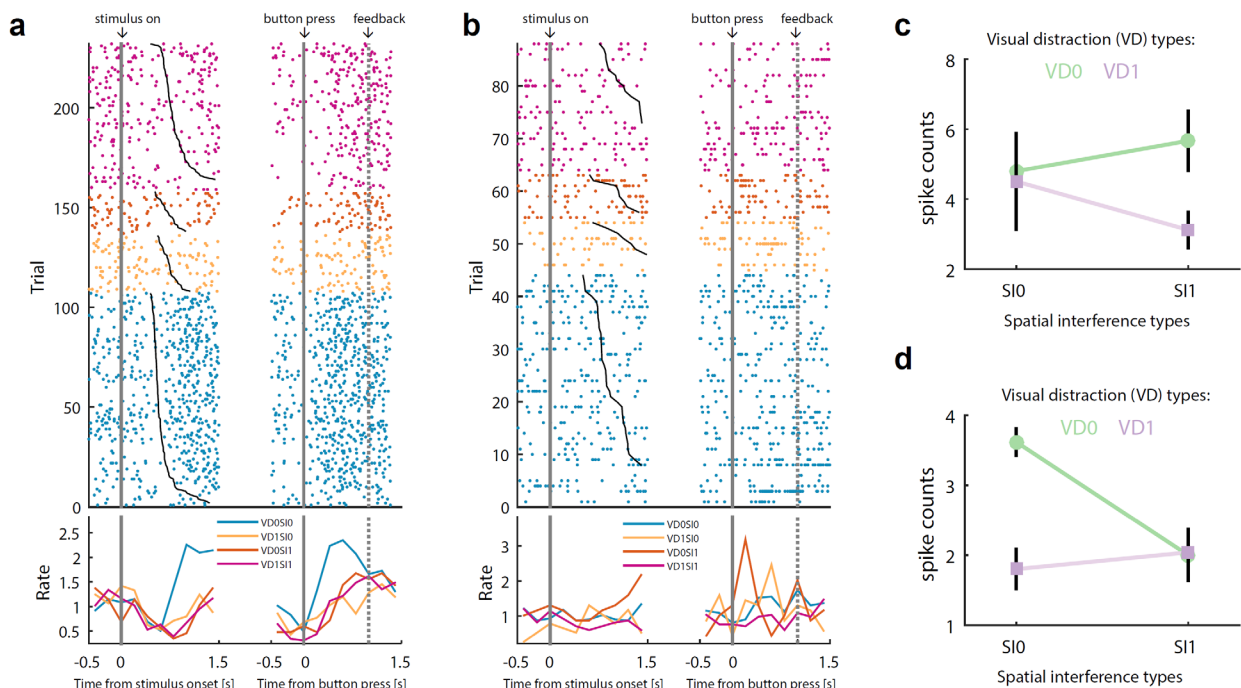 a
stimulus on
button press
feedback
Trial
200
150
100
50
0
Rate
2.5
2
1.5
1
0.5
VD0SI0
VD1SI0
VD0SI1
VD1SI1
-0.5 0 1.5
-0.5 0 1.5
Time from stimulus onset [s]
Time from button press [s]
b
stimulus on
button press
feedback
Trial
80
70
60
50
40
30
20
10
0
Rate
3
2
1
VD0SI0
VD1SI0
VD0SI1
VD1SI1
-0.5 0 1.5
-0.5 0 1.5
Time from stimulus onset [s]
Time from button press [s]
c
Visual distraction (VD) types:
VD0 VD1
spike counts
8
6
4
2
SI0 SI1
Spatial interference types
d
Visual distraction (VD) types:
VD0 VD1
spike counts
4
3
2
1
SI0 SI1
Spatial interference types